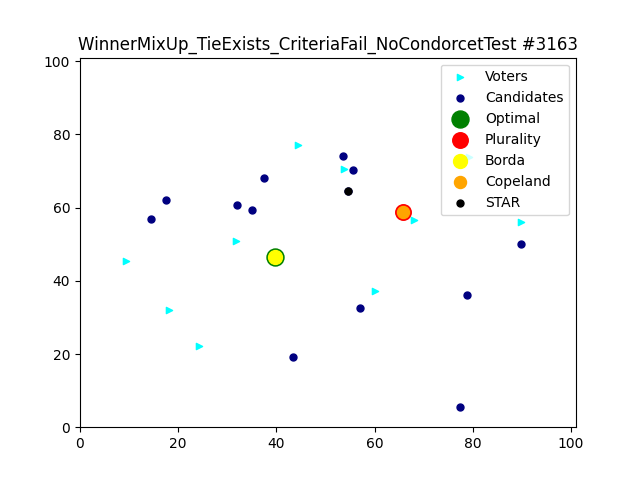 WinnerMixUp_TieExists_CriteriaFail_NoCondorcetTest #3163
100
80
60
40
20
0
0 20 40 60 80 100
Voters
Candidates
Optimal
Plurality
Borda
Copeland
STAR